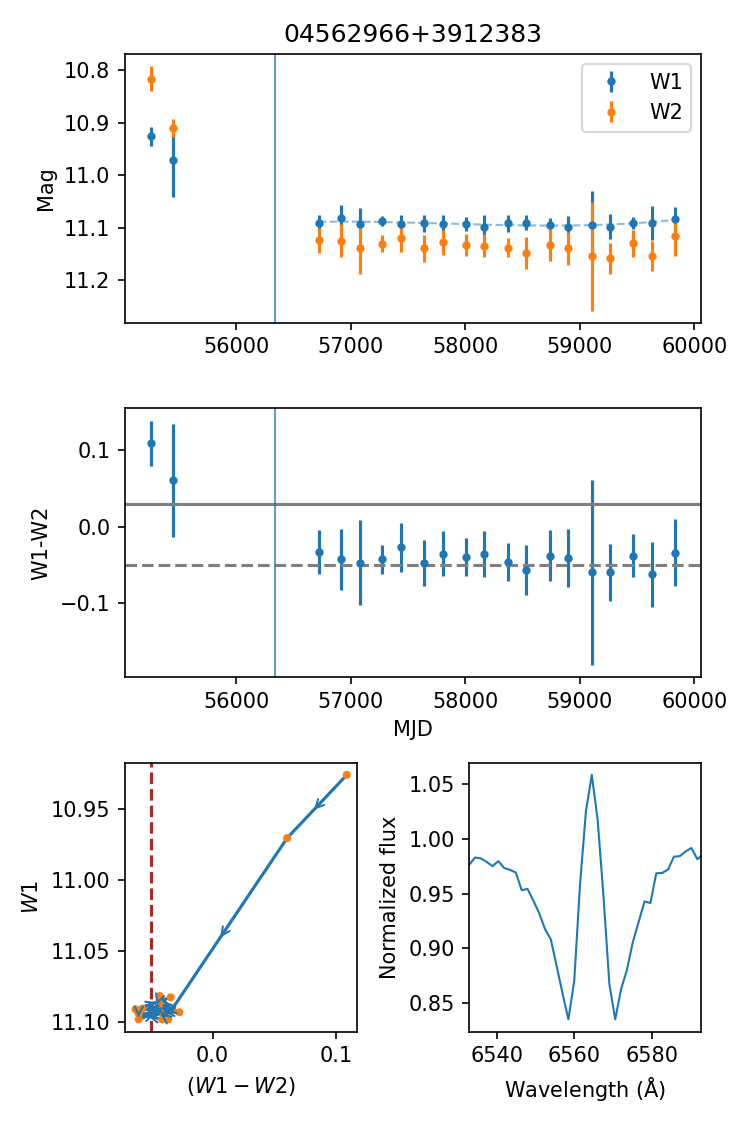 04562966+3912383
10.8
10.9
11.0
11.1
11.2
Mag
W1
W2
56000 57000 58000 59000 60000
0.1
0.0
−0.1
W1-W2
56000 57000 58000 59000 60000
MJD
10.95
11.00
11.05
11.10
W1
0.0 0.1
(W1 − W2)
1.05
1.00
0.95
0.90
0.85
Normalized flux
6540 6560 6580
Wavelength (Å)